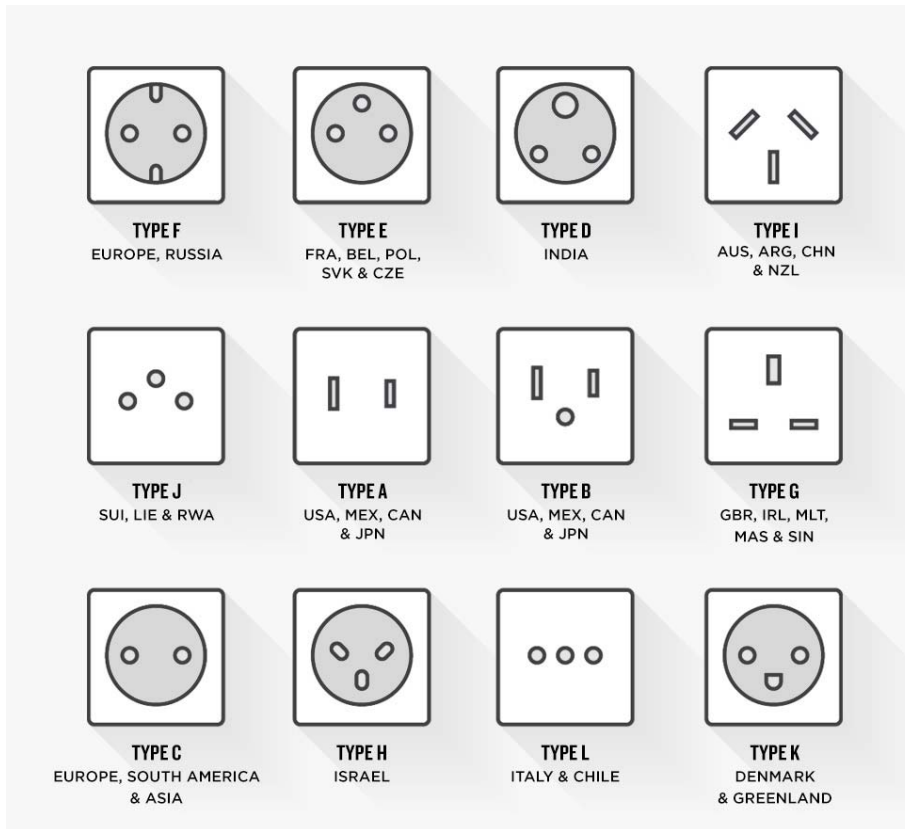 TYPE F
EUROPE, RUSSIA
TYPE E
FRA, BEL, POL,
SVK & CZE
TYPE D
INDIA
TYPE I
AUS, ARG, CHN
& NZL
TYPE J
SUI, LIE & RWA
TYPE A
USA, MEX, CAN
& JPN
TYPE B
USA, MEX, CAN
& JPN
TYPE G
GBR, IRL, MLT,
MAS & SIN
TYPE C
EUROPE, SOUTH AMERICA
& ASIA
TYPE H
ISRAEL
TYPE L
ITALY & CHILE
TYPE K
DENMARK
& GREENLAND